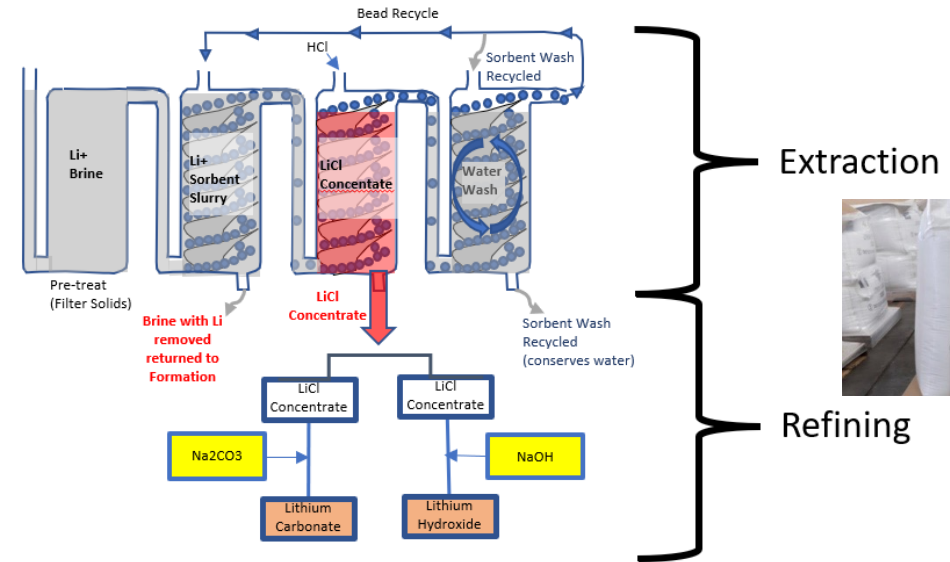 Bead Recycle
HCl
Sorbent Wash
Recycled
Li+
Brine
Li+
Sorbent
Slurry
LiCl
Concentate
Water
Wash
Extraction
Pre-treat
(Filter Solids)
Brine with Li
removed
returned to
Formation
LiCl
Concentrate
Sorbent Wash
Recycled
(conserves water)
LiCl
Concentrate
LiCl
Concentrate
Refining
Na2CO3
NaOH
Lithium
Carbonate
Lithium
Hydroxide